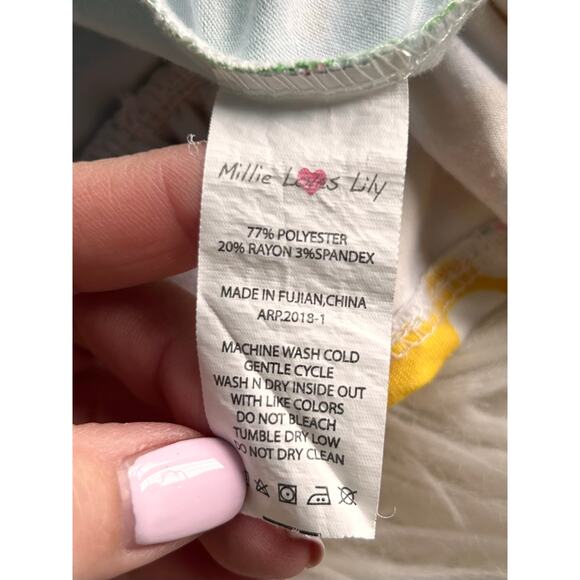 Millie Loves Lily
77% POLYESTER
20% RAYON 3%SPANDEX
MADE IN FUJIAN,CHINA
ARP.2018-1
MACHINE WASH COLD
GENTLE CYCLE
WASH N DRY INSIDE OUT
WITH LIKE COLORS
DO NOT BLEACH
TUMBLE DRY LOW
DO NOT DRY CLEAN